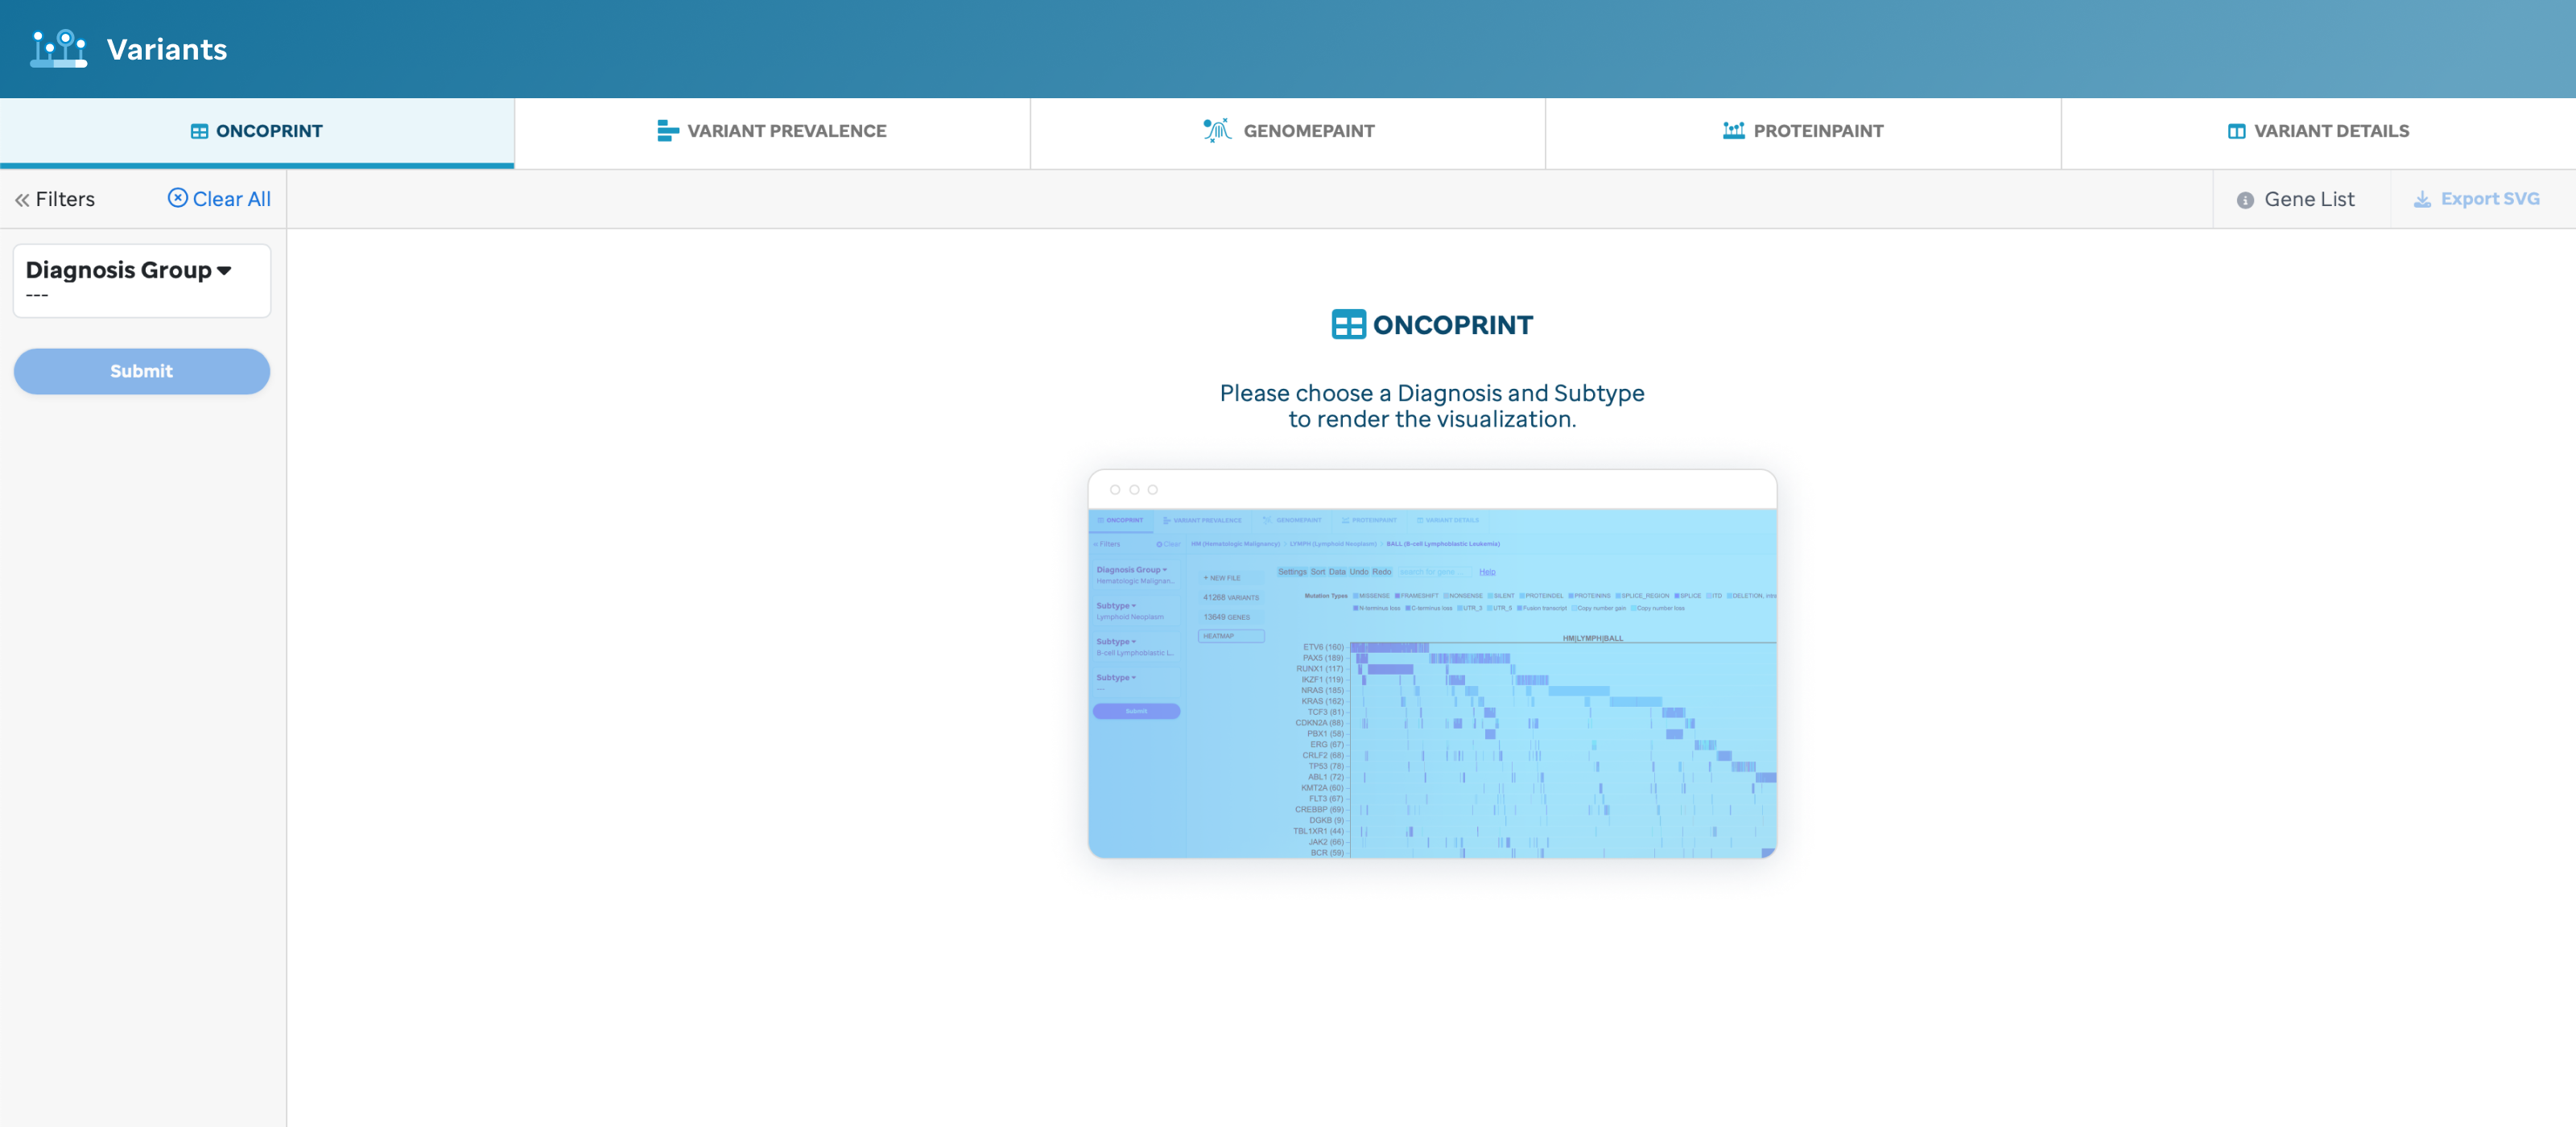 Variants
ONCOPRINT
VARIANT PREVALENCE
GENOMEPAINT
PROTEINPAINT
VARIANT DETAILS
Filters
Clear All
Gene List
Export SVG
Diagnosis Group
---
Submit
ONCOPRINT
Please choose a Diagnosis and Subtype
to render the visualization.
ONCOPRINT VARIANT PREVALENCE GENOMEPAINT PROTEINPAINT VARIANT DETAILS
Filters Clear HM (Hematologic Malignancy) LYMPH (Lymphoid Neoplasm) BALL (B-cell Lymphoblastic Leukemia)
Diagnosis Group
Hematologic Malignan...
Subtype
Lymphoid Neoplasm
Subtype
B-cell Lymphoblastic L...
Subtype
---
Submit
+ NEW FILE
41268 VARIANTS
13649 GENES
HEATMAP
Settings Sort Data Undo Redo search for gene ... Help
Mutation Types MISSENSE FRAMESHIFT NONSENSE SILENT PROTEINDEL PROTEININS SPLICE_REGION SPLICE ITD DELETION,
N-terminus loss C-terminus loss UTR_3 UTR_5 Fusion transcript Copy number gain Copy number loss
HM|LYMPH|BALL
ETV6 (160)
PAX5 (189)
RUNX1 (117)
IKZF1 (119)
NRAS (185)
KRAS (162)
TCF3 (81)
CDKN2A (88)
PBX1 (58)
ERG (67)
CRLF2 (68)
TP53 (78)
ABL1 (72)
KMT2A (60)
FLT3 (67)
CREBBP (69)
DGKB (9)
TBL1XR1 (44)
JAK2 (66)
BCR (59)